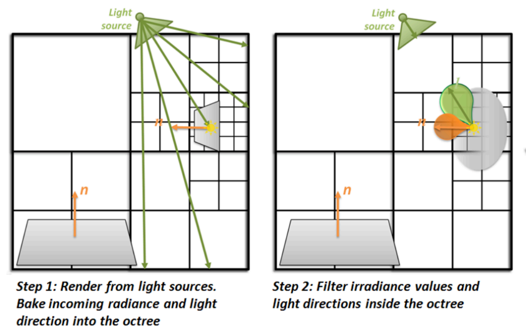 Light
source
Light
source
n
n
l
n
n
Step 1: Render from light sources.
Bake incoming radiance and light
direction into the octree
Step 2: Filter irradiance values and
light directions inside the octree